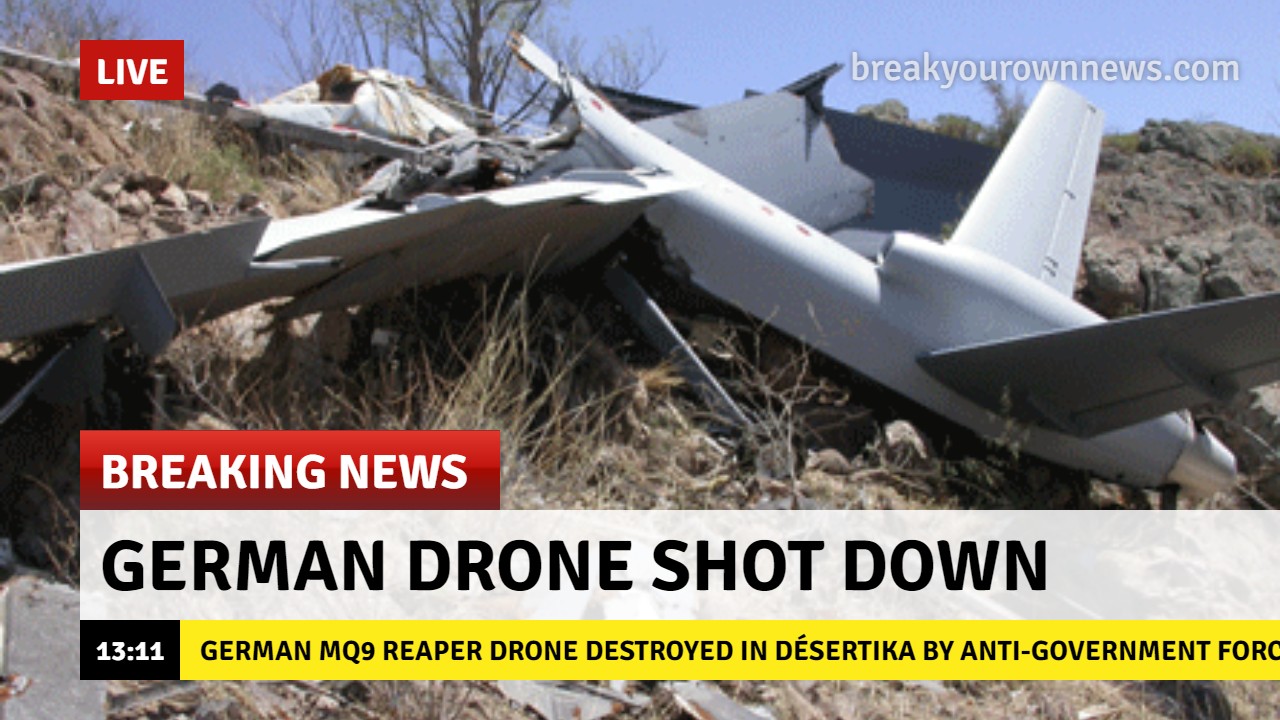 LIVE
breakyourownnews.com
BREAKING NEWS
GERMAN DRONE SHOT DOWN
13:11 GERMAN MQ9 REAPER DRONE DESTROYED IN DÉSERTIKA BY ANTI-GOVERNMENT